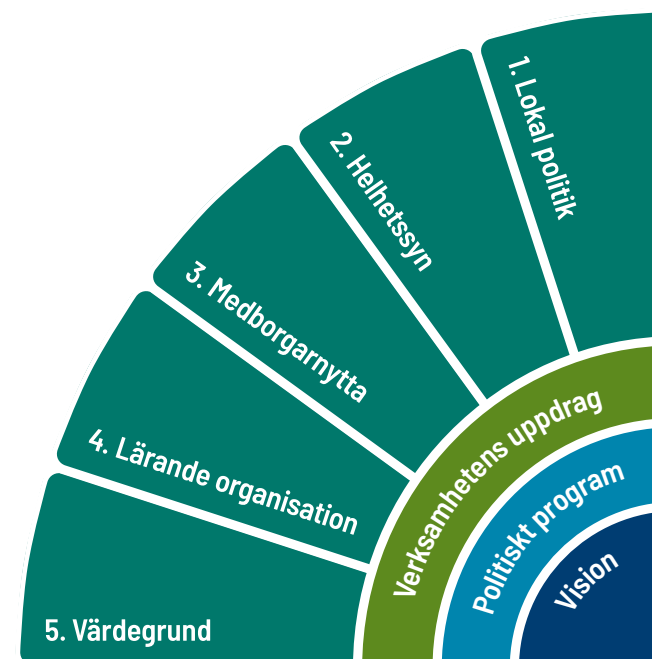 1. Lokal politik
2. Helhetssyn
3. Medborgarnytta
4. Lärande organisation
5. Värdegrund
Verksamhetens uppdrag
Politiskt program
Vision